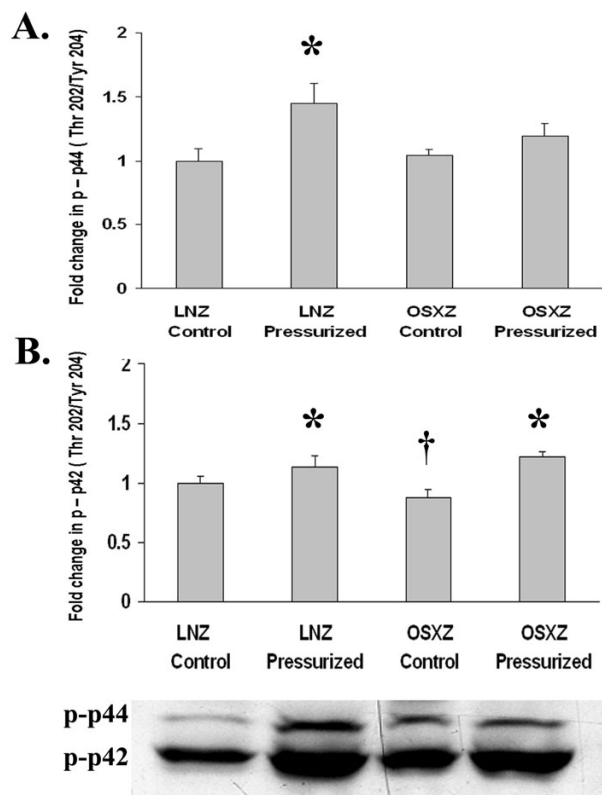 A.
Fold change in p – p44 ( Thr 202/Tyr 204)
2
1.5
1
0.5
0
*
LNZ Control
LNZ Pressurized
OSXZ Control
OSXZ Pressurized
B.
Fold change in p – p42 ( Thr 202/Tyr 204)
2
1.5
1
0.5
0
*
†
*
LNZ Control
LNZ Pressurized
OSXZ Control
OSXZ Pressurized
p-p44
p-p42